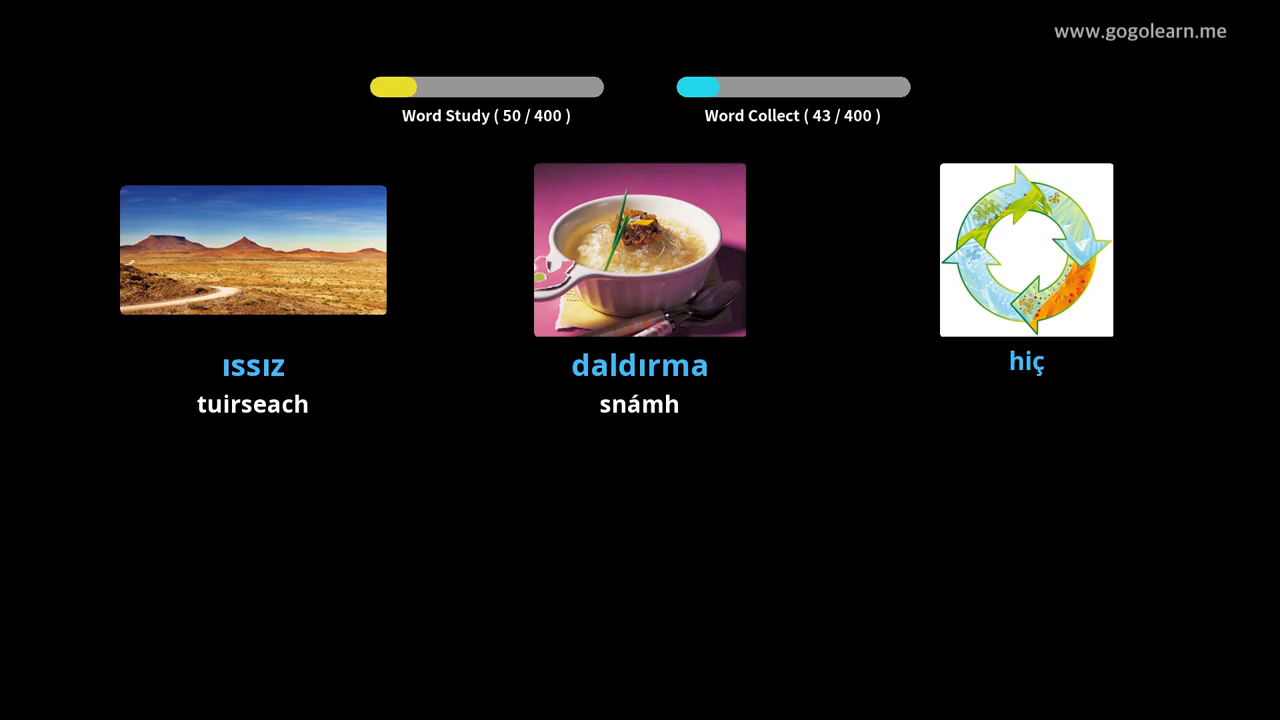 www.gogolearn.me
Word Study ( 50 / 400 )
Word Collect ( 43 / 400 )
ıssız
daldırma
hiç
tuirseach
snámh